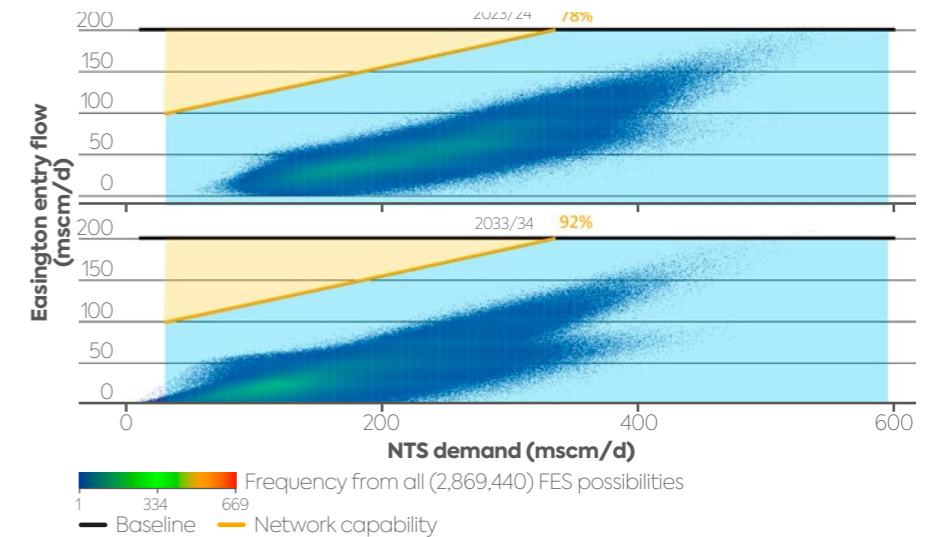 2023/24 78%
200
150
100
50
0
Easington entry flow
(mscm/d)
2033/34 92%
200
150
100
50
0
0 200 400 600
NTS demand (mscm/d)
Frequency from all (2,869,440) FES possibilities
1 334 669
Baseline Network capability